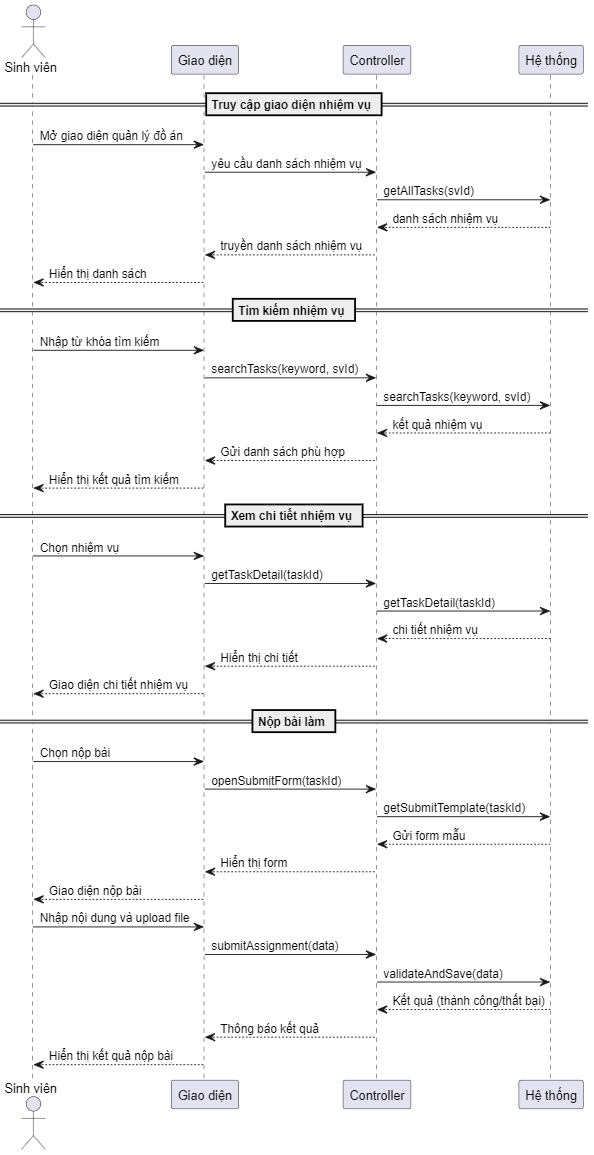 Sinh viên
Giao diện
Controller
Hệ thống
Truy cập giao diện nhiệm vụ
Mở giao diện quản lý đồ án
yêu cầu danh sách nhiệm vụ
getAllTasks(svId)
danh sách nhiệm vụ
truyền danh sách nhiệm vụ
Hiển thị danh sách
Tìm kiếm nhiệm vụ
Nhập từ khóa tìm kiếm
searchTasks(keyword, svId)
searchTasks(keyword, svId)
kết quả nhiệm vụ
Gửi danh sách phù hợp
Hiển thị kết quả tìm kiếm
Xem chi tiết nhiệm vụ
Chọn nhiệm vụ
getTaskDetail(taskId)
getTaskDetail(taskId)
chi tiết nhiệm vụ
Hiển thị chi tiết
Giao diện chi tiết nhiệm vụ
Nộp bài làm
Chọn nộp bài
openSubmitForm(taskId)
getSubmitTemplate(taskId)
Gửi form mẫu
Hiển thị form
Giao diện nộp bài
Nhập nội dung và upload file
submitAssignment(data)
validateAndSave(data)
Kết quả (thành công/thất bại)
Thông báo kết quả
Hiển thị kết quả nộp bài
Sinh viên
Giao diện
Controller
Hệ thống